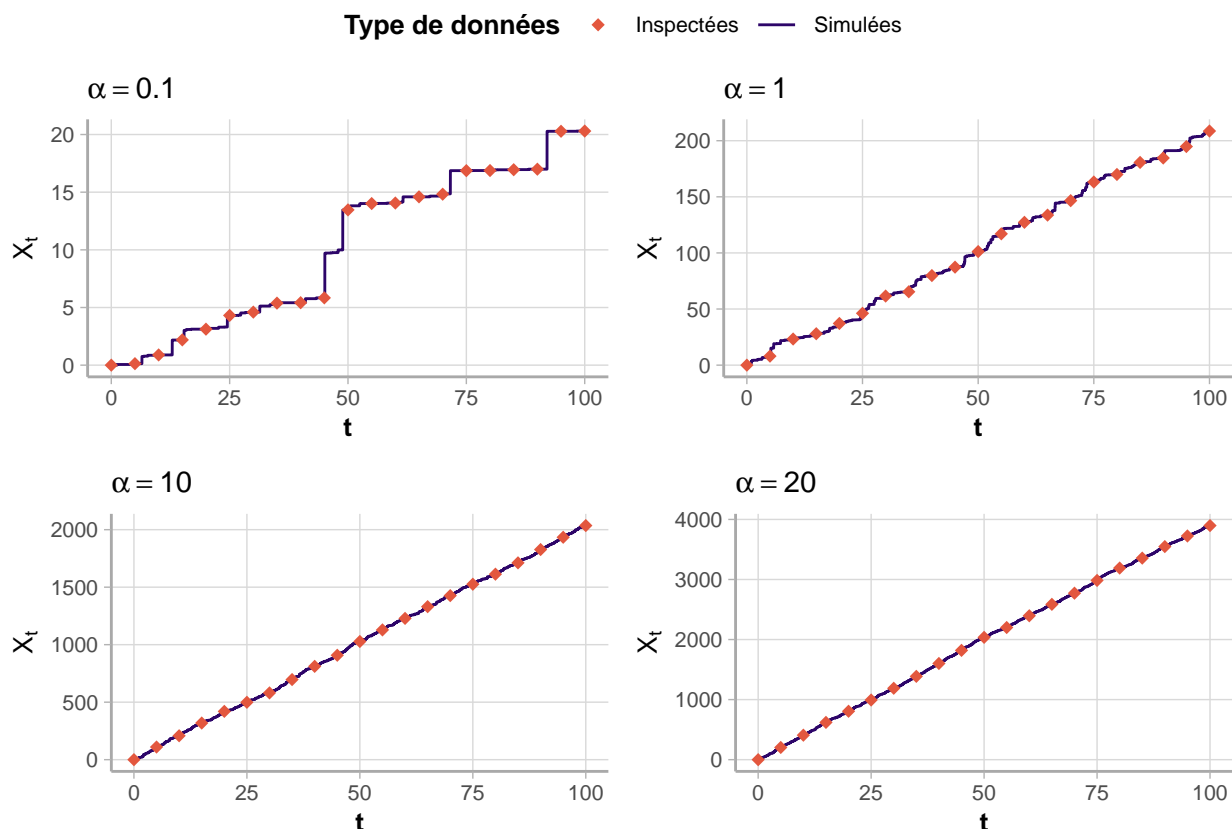 Type de données Inspectées Simulées
α = 0.1
20
15
10
5
0
X_t
0 25 50 75 100
t
α = 1
200
150
100
50
0
X_t
0 25 50 75 100
t
α = 10
2000
1500
1000
500
0
X_t
0 25 50 75 100
t
α = 20
4000
3000
2000
1000
0
X_t
0 25 50 75 100
t